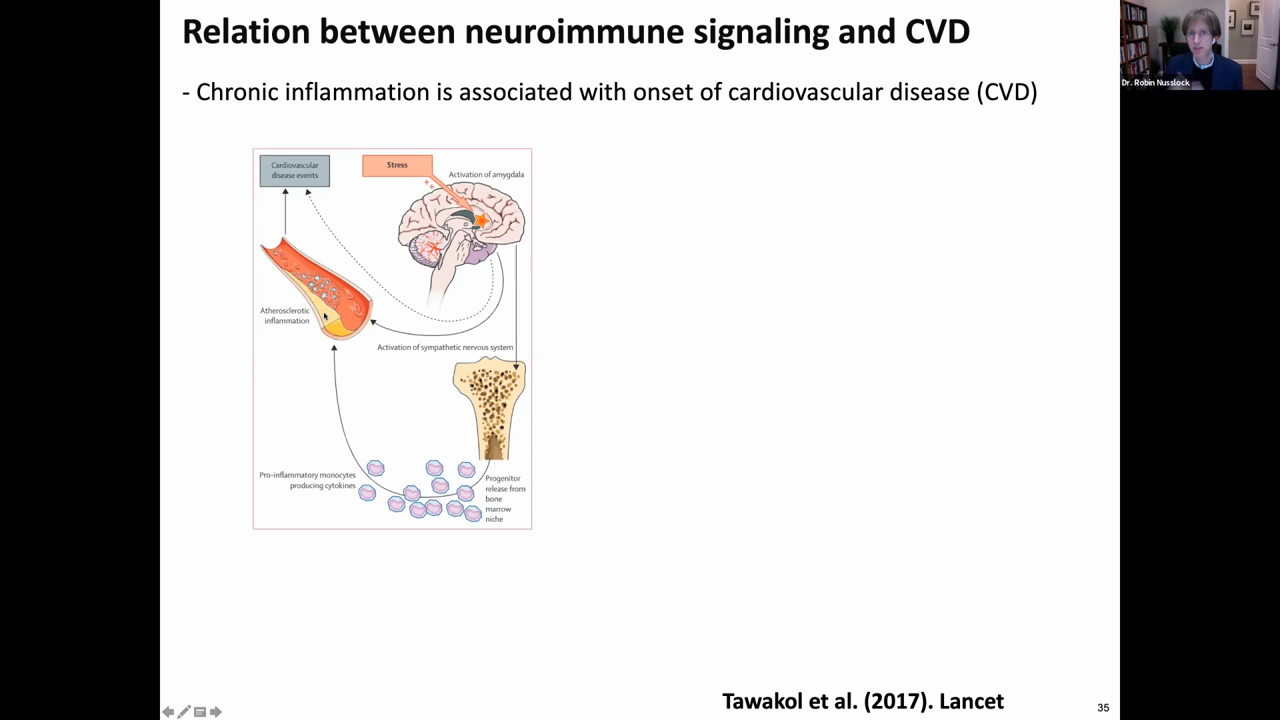 Relation between neuroimmune signaling and CVD
- Chronic inflammation is associated with onset of cardiovascular disease (CVD)
Cardiovascular
disease events
Stress
Activation of amygdala
Atherosclerotic
inflammation
Activation of sympathetic nervous system
Pro-inflammatory monocytes
producing cytokines
Progenitor
release from
bone
marrow
niche
Tawakol et al. (2017). Lancet
35
Dr. Robin Nusslock